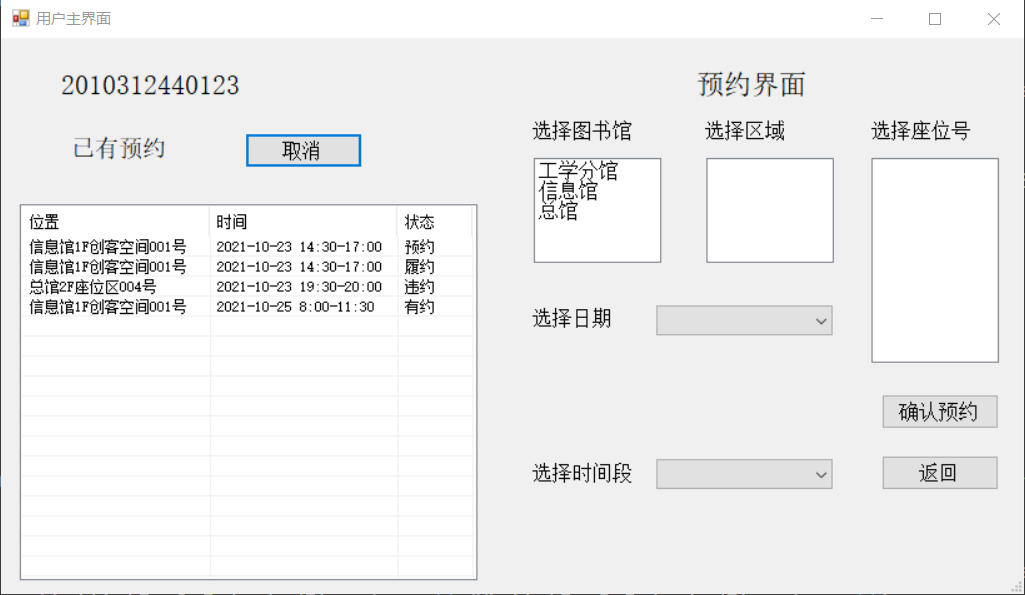 用户主界面
2010312440123
已有预约
取消
位置 时间 状态
信息馆1F创客空间001号 2021-10-23 14:30-17:00 预约
信息馆1F创客空间001号 2021-10-23 14:30-17:00 履约
总馆2F座位区004号 2021-10-23 19:30-20:00 违约
信息馆1F创客空间001号 2021-10-25 8:00-11:30 有约
预约界面
选择图书馆 选择区域 选择座位号
工学分馆
信息馆
总馆
选择日期
确认预约
选择时间段
返回